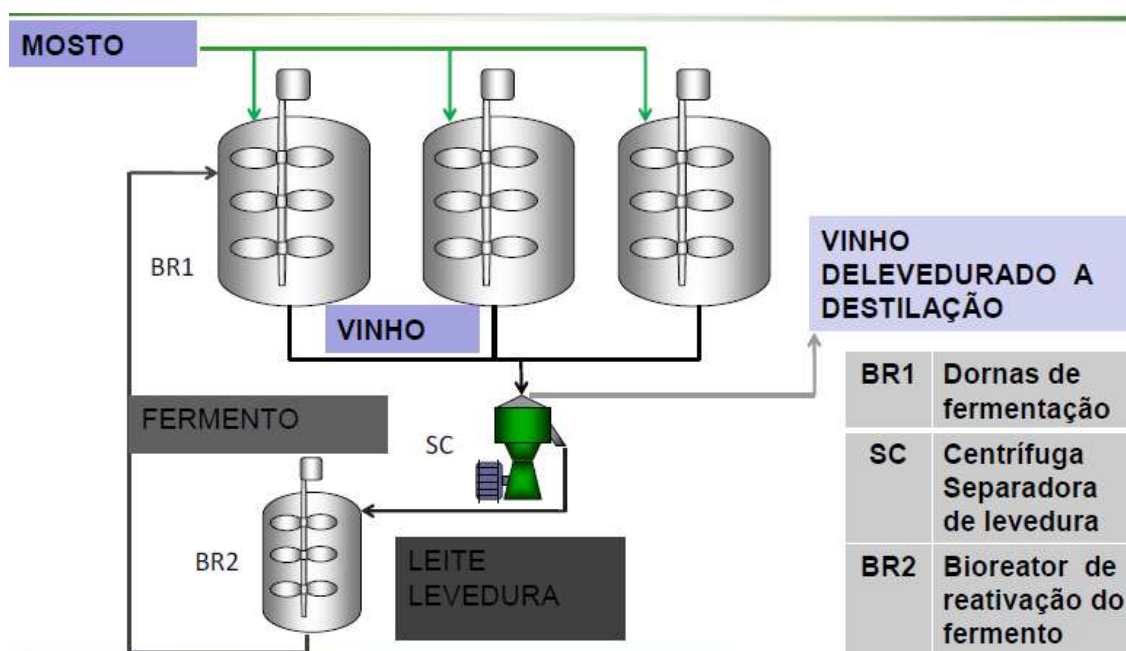 MOSTO
BR1
VINHO
VINHO
DELEVEDURADO A
DESTILAÇÃO
FERMENTO
SC
BR2
LEITE
LEVEDURA
BR1 Dornas de
fermentação
SC Centrífuga
Separadora
de levedura
BR2 Bioreator de
reativação do
fermento